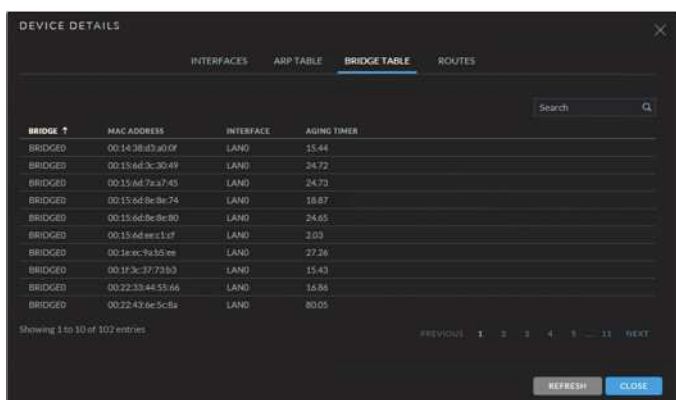 DEVICE DETAILS
INTERFACES ARP TABLE BRIDGE TABLE ROUTES
Search
BRIDGE ↑ MAC ADDRESS INTERFACE AGING TIMER
BRIDGE0 00:14:38:d3:a0:0f LAN0 15.44
BRIDGE0 00:15:6d:3c:30:49 LAN0 24.72
BRIDGE0 00:15:6d:7a:a7:45 LAN0 24.73
BRIDGE0 00:15:6d:8e:8e:74 LAN0 18.87
BRIDGE0 00:15:6d:8e:8e:80 LAN0 24.65
BRIDGE0 00:15:6d:ee:c1:cf LAN0 2.03
BRIDGE0 00:1e:ec:9a:b5:ee LAN0 27.26
BRIDGE0 00:1f:3c:37:73:b3 LAN0 15.43
BRIDGE0 00:22:33:44:55:66 LAN0 16.86
BRIDGE0 00:22:43:6e:5c:8a LAN0 80.05
Showing 1 to 10 of 102 entries PREVIOUS 1 2 3 4 5 ... 11 NEXT
REFRESH CLOSE